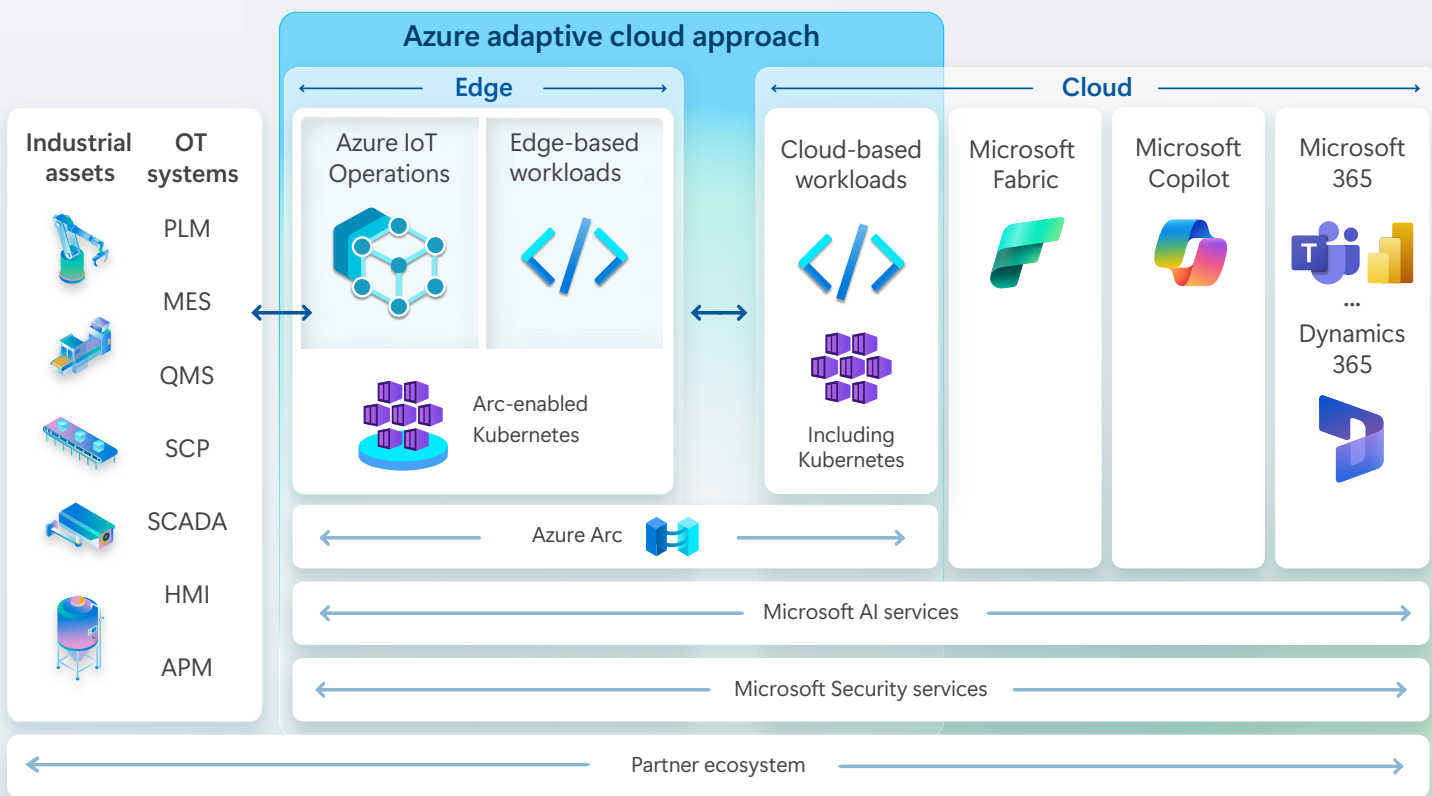 Azure adaptive cloud approach
Edge
Cloud
Industrial
assets
OT
systems
PLM
MES
QMS
SCP
SCADA
HMI
APM
Azure IoT
Operations
Edge-based
workloads
Arc-enabled
Kubernetes
Cloud-based
workloads
Including
Kubernetes
Microsoft
Fabric
Microsoft
Copilot
Microsoft
365
T
...
Dynamics
365
Azure Arc
Microsoft AI services
Microsoft Security services
Partner ecosystem